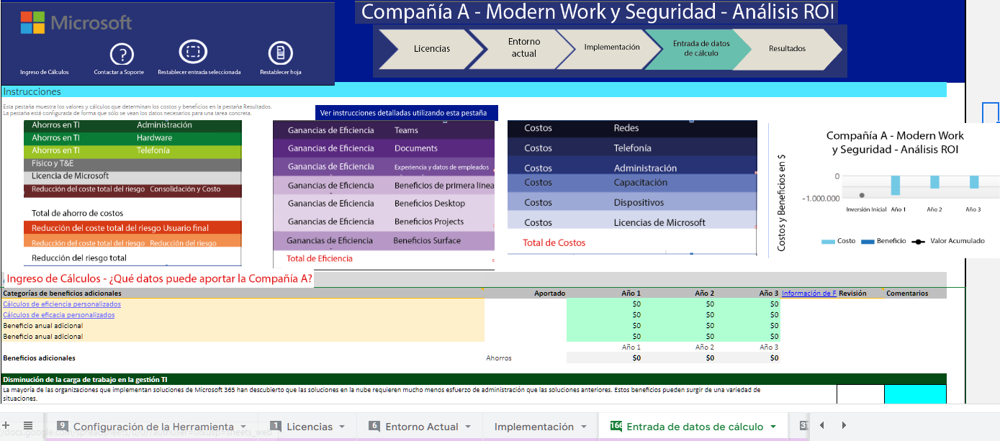 Microsoft
Ingreso de Cálculos
Contactar a Soporte
Restablecer entrada seleccionada
Restablecer hoja
Compañía A - Modern Work y Seguridad - Análisis ROI
Licencias
Entorno
actual
Implementación
Entrada de datos
de cálculo
Resultados
Instrucciones
Esta pestaña muestra los valores y cálculos que determinan los costos y beneficios en la pestaña Resultados.
La pestaña está configurada de forma que sólo se vean los datos necesarios para una tarea concreta.
Ver instrucciones detalladas utilizando esta pestaña
Ahorros en TI Administración
Ahorros en TI Hardware
Ahorros en TI Telefonía
Físico y T&E
Licencia de Microsoft
Reducción del coste total del riesgo Consolidación y Costo
Total de ahorro de costos
Reducción del coste total del riesgo Usuario final
Reducción del coste total del riesgo Reducción del riesgo
Reducción del riesgo total
Ganancias de Eficiencia Teams
Ganancias de Eficiencia Documents
Ganancias de Eficiencia Experiencia y datos de empleados
Ganancias de Eficiencia Beneficios de primera línea
Ganancias de Eficiencia Beneficios Desktop
Ganancias de Eficiencia Beneficios Projects
Ganancias de Eficiencia Beneficios Surface
Total de Eficiencia
Costos Redes
Costos Telefonía
Costos Administración
Costos Capacitación
Costos Dispositivos
Costos Licencias de Microsoft
Total de Costos
Compañía A - Modern Work
y Seguridad - Análisis ROI
Costos y Beneficios en $
0
-1.000.000
Inversión Inicial Año 1 Año 2 Año 3
Costo Beneficio Valor Acumulado
Ingreso de Cálculos - ¿Qué datos puede aportar la Compañía A?
Categorías de beneficios adicionales Aportado Año 1 Año 2 Año 3 Información de F Revisión Comentarios
Cálculos de eficiencia personalizados $0 $0 $0
Cálculos de eficacia personalizados $0 $0 $0
Beneficio anual adicional $0 $0 $0
Beneficio anual adicional $0 $0 $0
Año 1 Año 2 Año 3
Beneficios adicionales Ahorros $0 $0 $0
Disminución de la carga de trabajo en la gestión TI
La mayoría de las organizaciones que implementan soluciones de Microsoft 365 han descubierto que las soluciones en la nube requieren mucho menos esfuerzo de administración que las soluciones anteriores. Estos beneficios pueden surgir de una variedad de
situaciones.
9 Configuración de la Herramienta 1 Licencias 6 Entorno Actual Implementación 166 Entrada de datos de cálculo